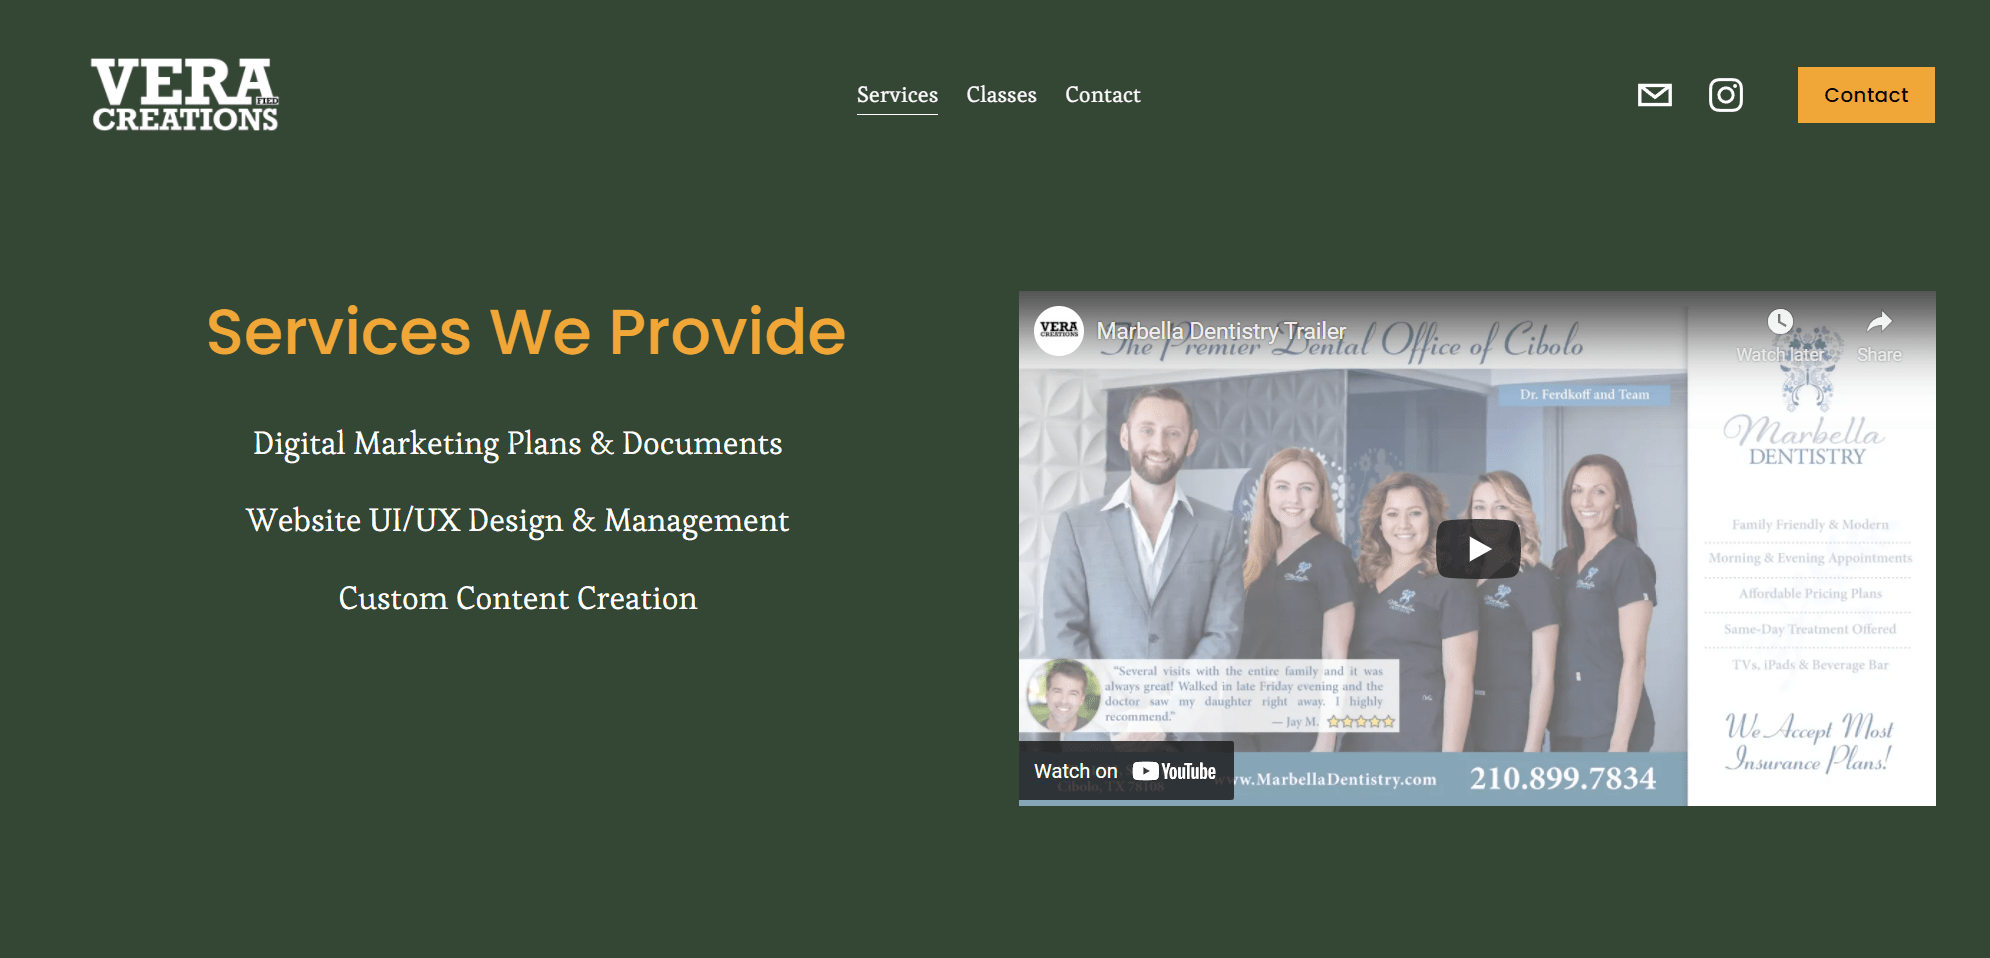 VERA
FIED
CREATIONS
Services Classes Contact
Contact
Services We Provide
Digital Marketing Plans & Documents
Website UI/UX Design & Management
Custom Content Creation
VERA
CREATIONS
Marbella Dentistry Trailer
Watch later
Share
The Premier Dental Office of Cibolo
Dr. Ferdkoff and Team
Marbella
DENTISTRY
Family Friendly & Modern
Morning & Evening Appointments
Affordable Pricing Plans
Same-Day Treatment Offered
TVs, iPads & Beverage Bar
We Accept Most
Insurance Plans!
"Several visits with the entire family and it was
always great! Walked in late Friday evening and the
doctor saw my daughter right away. I highly
recommend."
— Jay M.
Watch on YouTube
Cibolo, TX 78108
www.MarbellaDentistry.com
210.899.7834